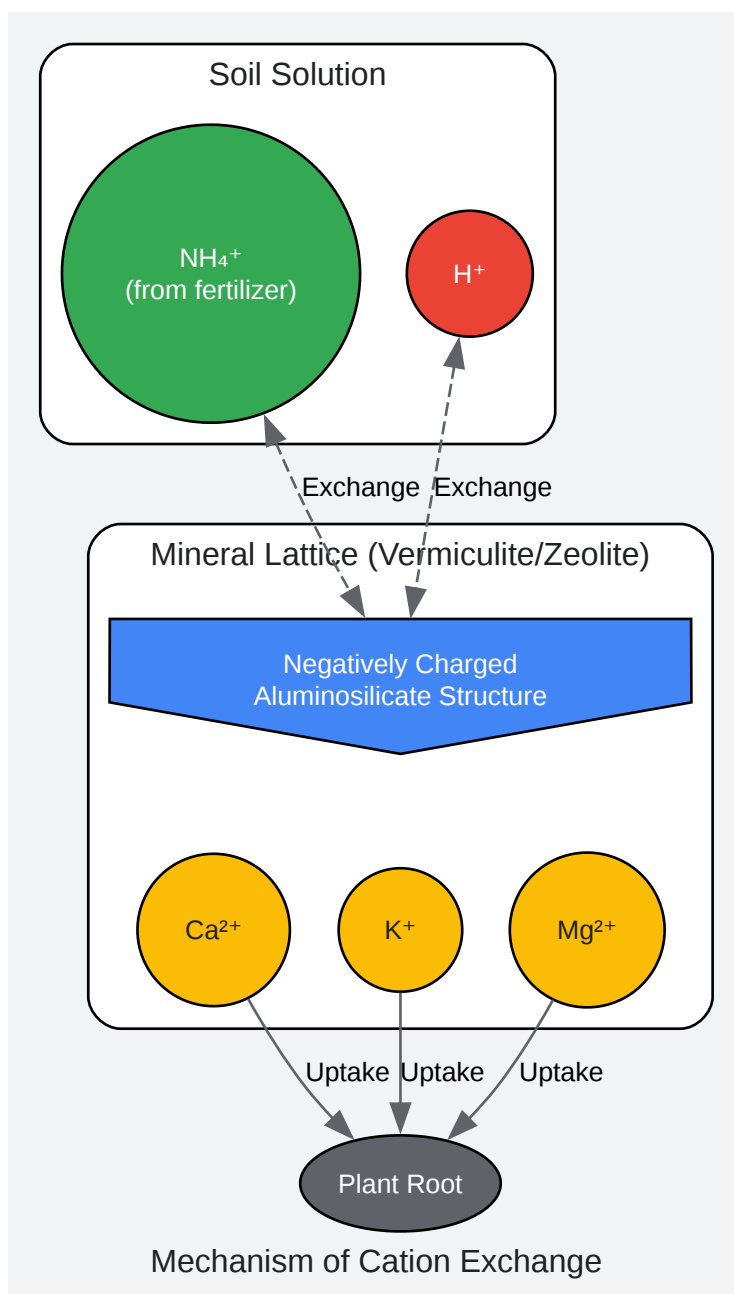 Soil Solution
NH₄⁺
(from fertilizer)
H⁺
Exchange
Exchange
Mineral Lattice (Vermiculite/Zeolite)
Negatively Charged
Aluminosilicate Structure
Ca²⁺
K⁺
Mg²⁺
Uptake
Uptake
Uptake
Plant Root
Mechanism of Cation Exchange